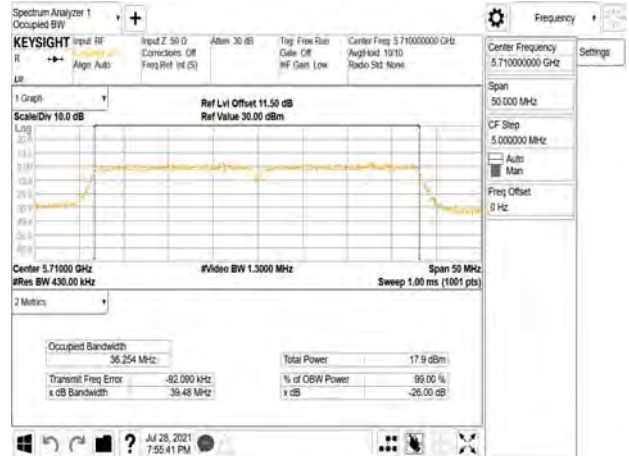 Spectrum Analyzer 1
Occupied BW
Frequency
KEYSIGHT
Input: RF
Input Z: 50 Ω
Atten: 30 dB
Trig: Free Run
Center Freq: 5.710000000 GHz
Corrections: Off
Gate: Off
Avg|Hold: 10/10
R
Align: Auto
Freq Ref: Int (S)
#IF Gain: Low
Radio Std: None
Center Frequency
5.710000000 GHz
Settings
Span
50.000 MHz
CF Step
5.000000 MHz
Auto
Man
Freq Offset
0 Hz
1 Graph
Ref Lvl Offset 11.50 dB
Scale/Div 10.0 dB
Ref Value 30.00 dBm
Log
Center 5.71000 GHz
#Video BW 1.3000 MHz
Span 50 MHz
#Res BW 430.00 kHz
Sweep 1.00 ms (1001 pts)
2 Metrics
Occupied Bandwidth
36.254 MHz
Total Power
17.9 dBm
Transmit Freq Error
-82.090 kHz
% of OBW Power
99.00 %
x dB Bandwidth
39.48 MHz
x dB
-26.00 dB
?
Jul 28, 2021
7:55:41 PM